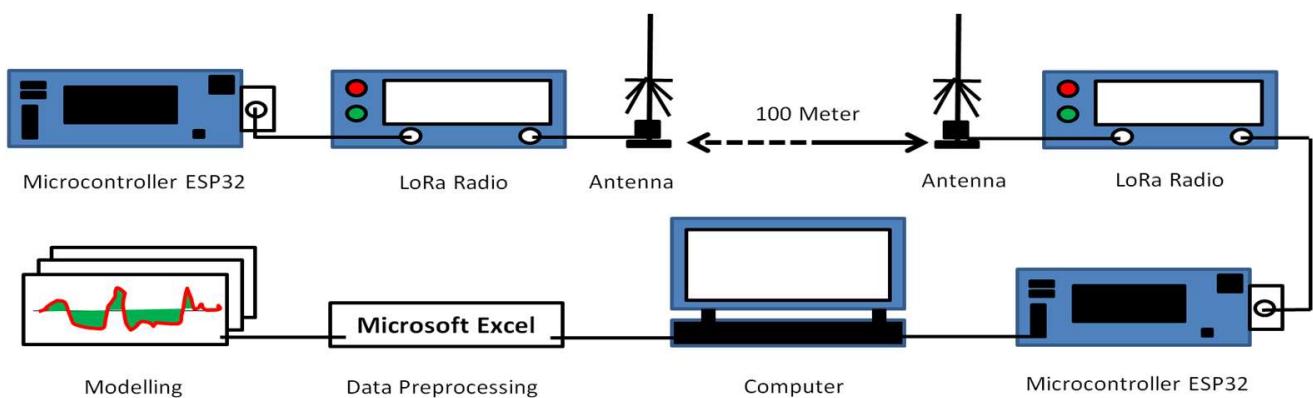 100 Meter
Microcontroller ESP32
LoRa Radio
Antenna
Antenna
LoRa Radio
Microsoft Excel
Modelling
Data Preprocessing
Computer
Microcontroller ESP32